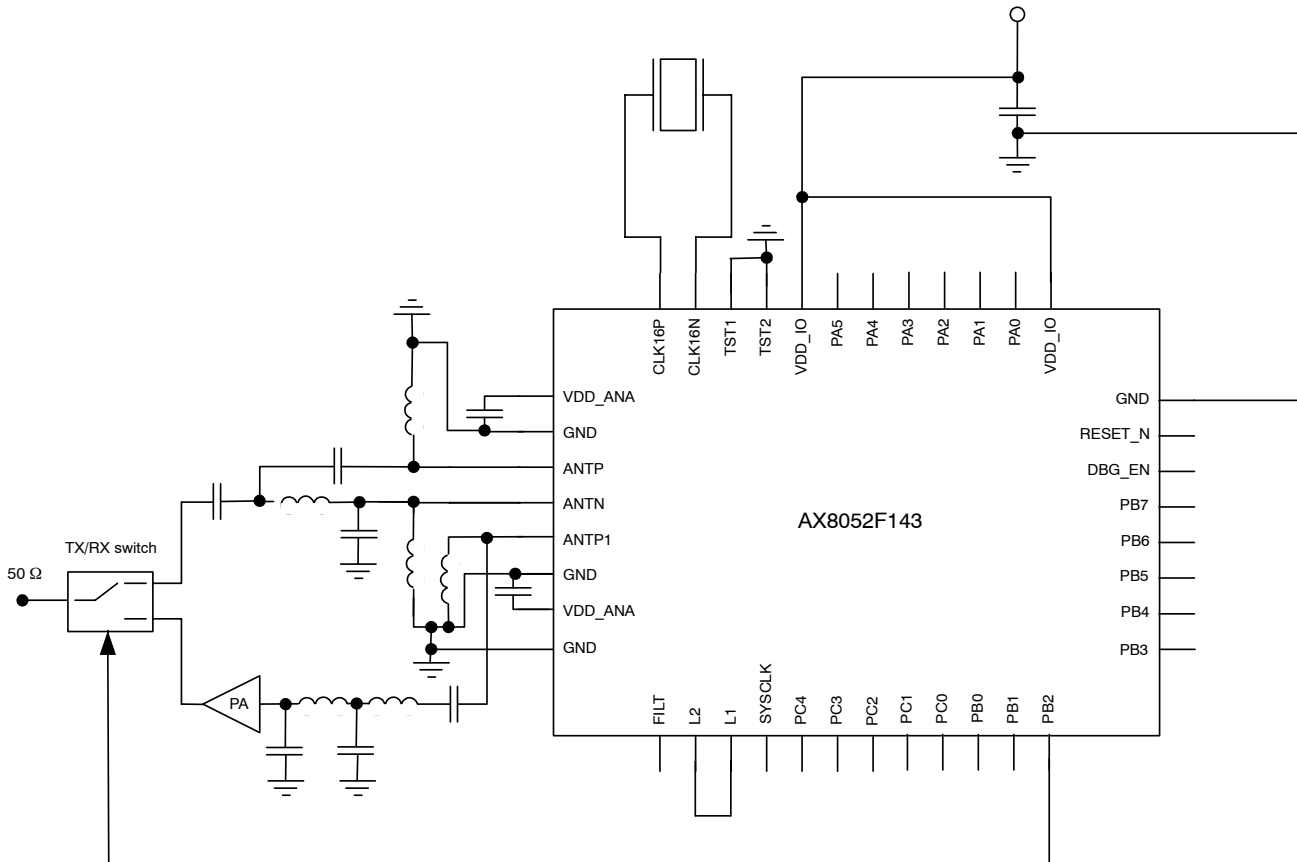 CLK16P
CLK16N
TST1
TST2
VDD_IO
PA5
PA4
PA3
PA2
PA1
PA0
VDD_IO
VDD_ANA
GND
ANTP
ANTN
ANTP1
GND
VDD_ANA
GND
AX8052F143
GND
RESET_N
DBG_EN
PB7
PB6
PB5
PB4
PB3
TX/RX switch
50 Ω
PA
FILT
L2
L1
SYSCLK
PC4
PC3
PC2
PC1
PC0
PB0
PB1
PB2